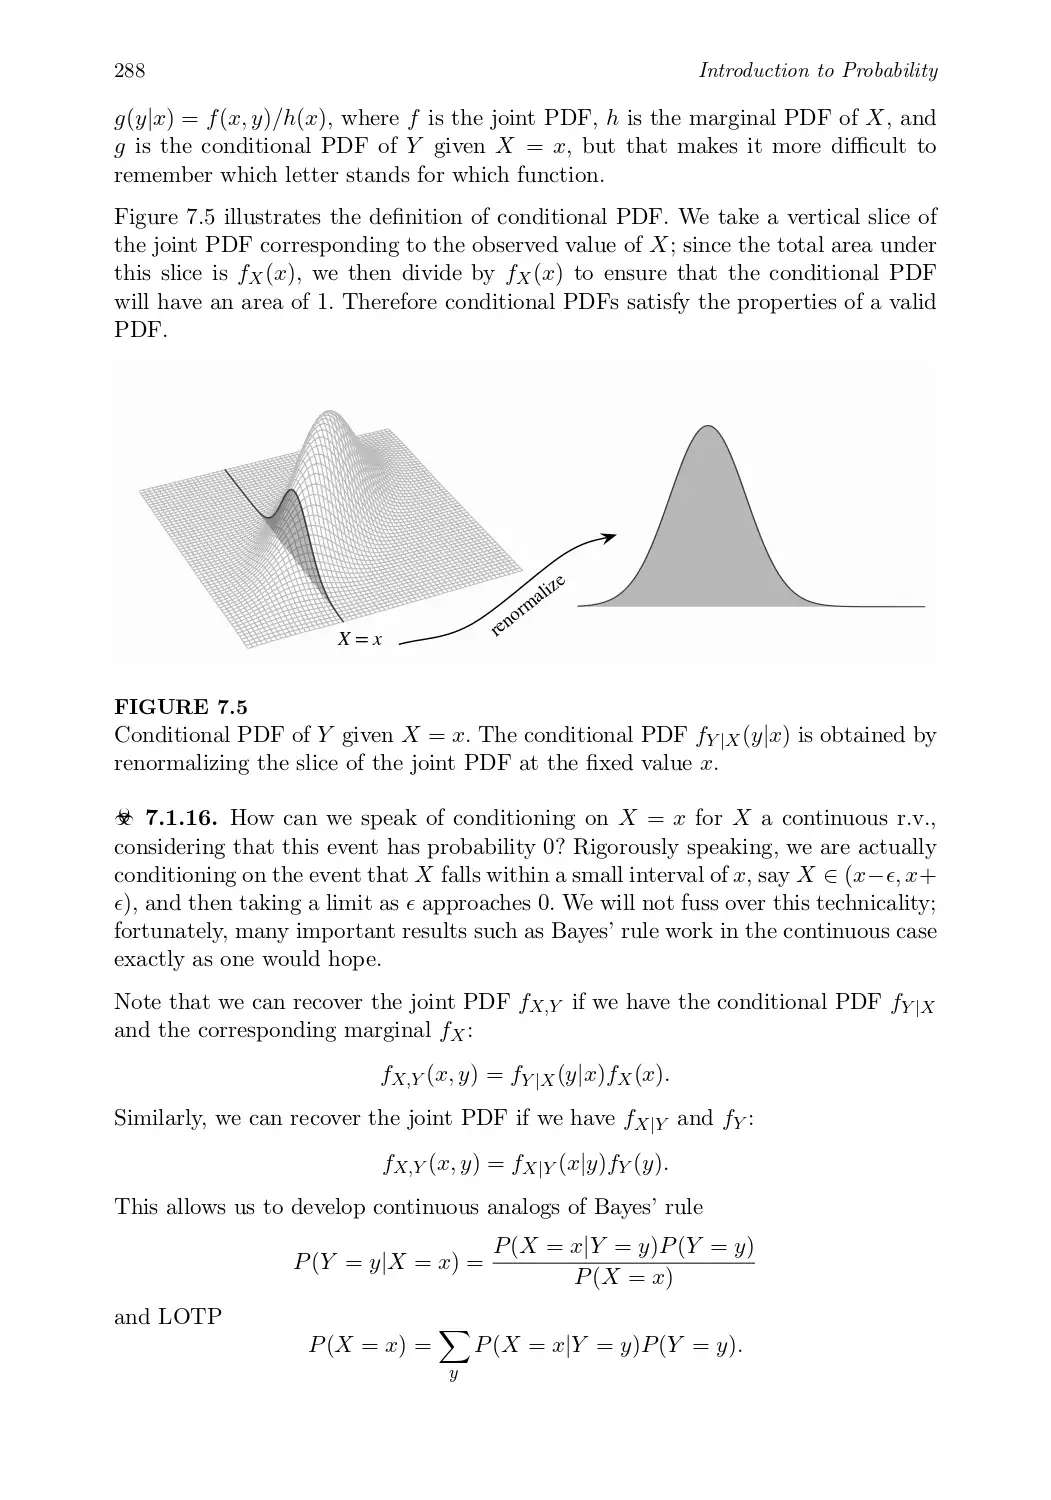 288 Introduction to Probability
g(y|x) = f(x, y)/h(x), where f is the joint PDF, h is the marginal PDF of X, and
g is the conditional PDF of Y given X = x, but that makes it more difficult to
remember which letter stands for which function.
Figure 7.5 illustrates the definition of conditional PDF. We take a vertical slice of
the joint PDF corresponding to the observed value of X; since the total area under
this slice is f_X(x), we then divide by f_X(x) to ensure that the conditional PDF
will have an area of 1. Therefore conditional PDFs satisfy the properties of a valid
PDF.
X = x
renormalize
FIGURE 7.5
Conditional PDF of Y given X = x. The conditional PDF f_{Y|X}(y|x) is obtained by
renormalizing the slice of the joint PDF at the fixed value x.
☣ 7.1.16. How can we speak of conditioning on X = x for X a continuous r.v.,
considering that this event has probability 0? Rigorously speaking, we are actually
conditioning on the event that X falls within a small interval of x, say X ∈ (x−ϵ, x+
ϵ), and then taking a limit as ϵ approaches 0. We will not fuss over this technicality;
fortunately, many important results such as Bayes' rule work in the continuous case
exactly as one would hope.
Note that we can recover the joint PDF f_{X,Y} if we have the conditional PDF f_{Y|X}
and the corresponding marginal f_X:
f_{X,Y}(x, y) = f_{Y|X}(y|x)f_X(x).
Similarly, we can recover the joint PDF if we have f_{X|Y} and f_Y:
f_{X,Y}(x, y) = f_{X|Y}(x|y)f_Y(y).
This allows us to develop continuous analogs of Bayes' rule
P(Y = y|X = x) = P(X = x|Y = y)P(Y = y) / P(X = x)
and LOTP
P(X = x) = ∑_y P(X = x|Y = y)P(Y = y).